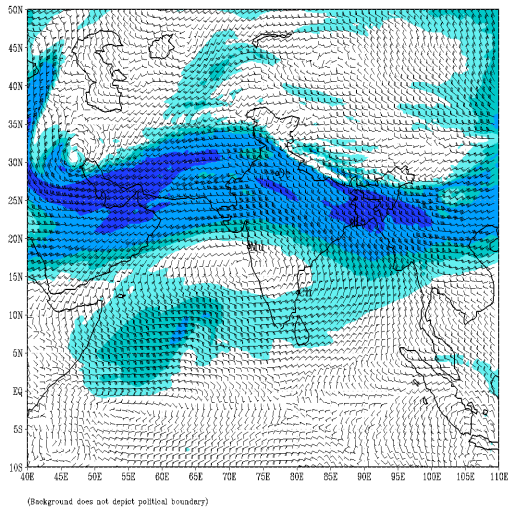 50N
45N
40N
35N
30N
25N
20N
15N
10N
5N
EQ
5S
10S
40E 45E 50E 55E 60E 65E 70E 75E 80E 85E 90E 95E 100E 105E 110E
(Background does not depict political boundary)